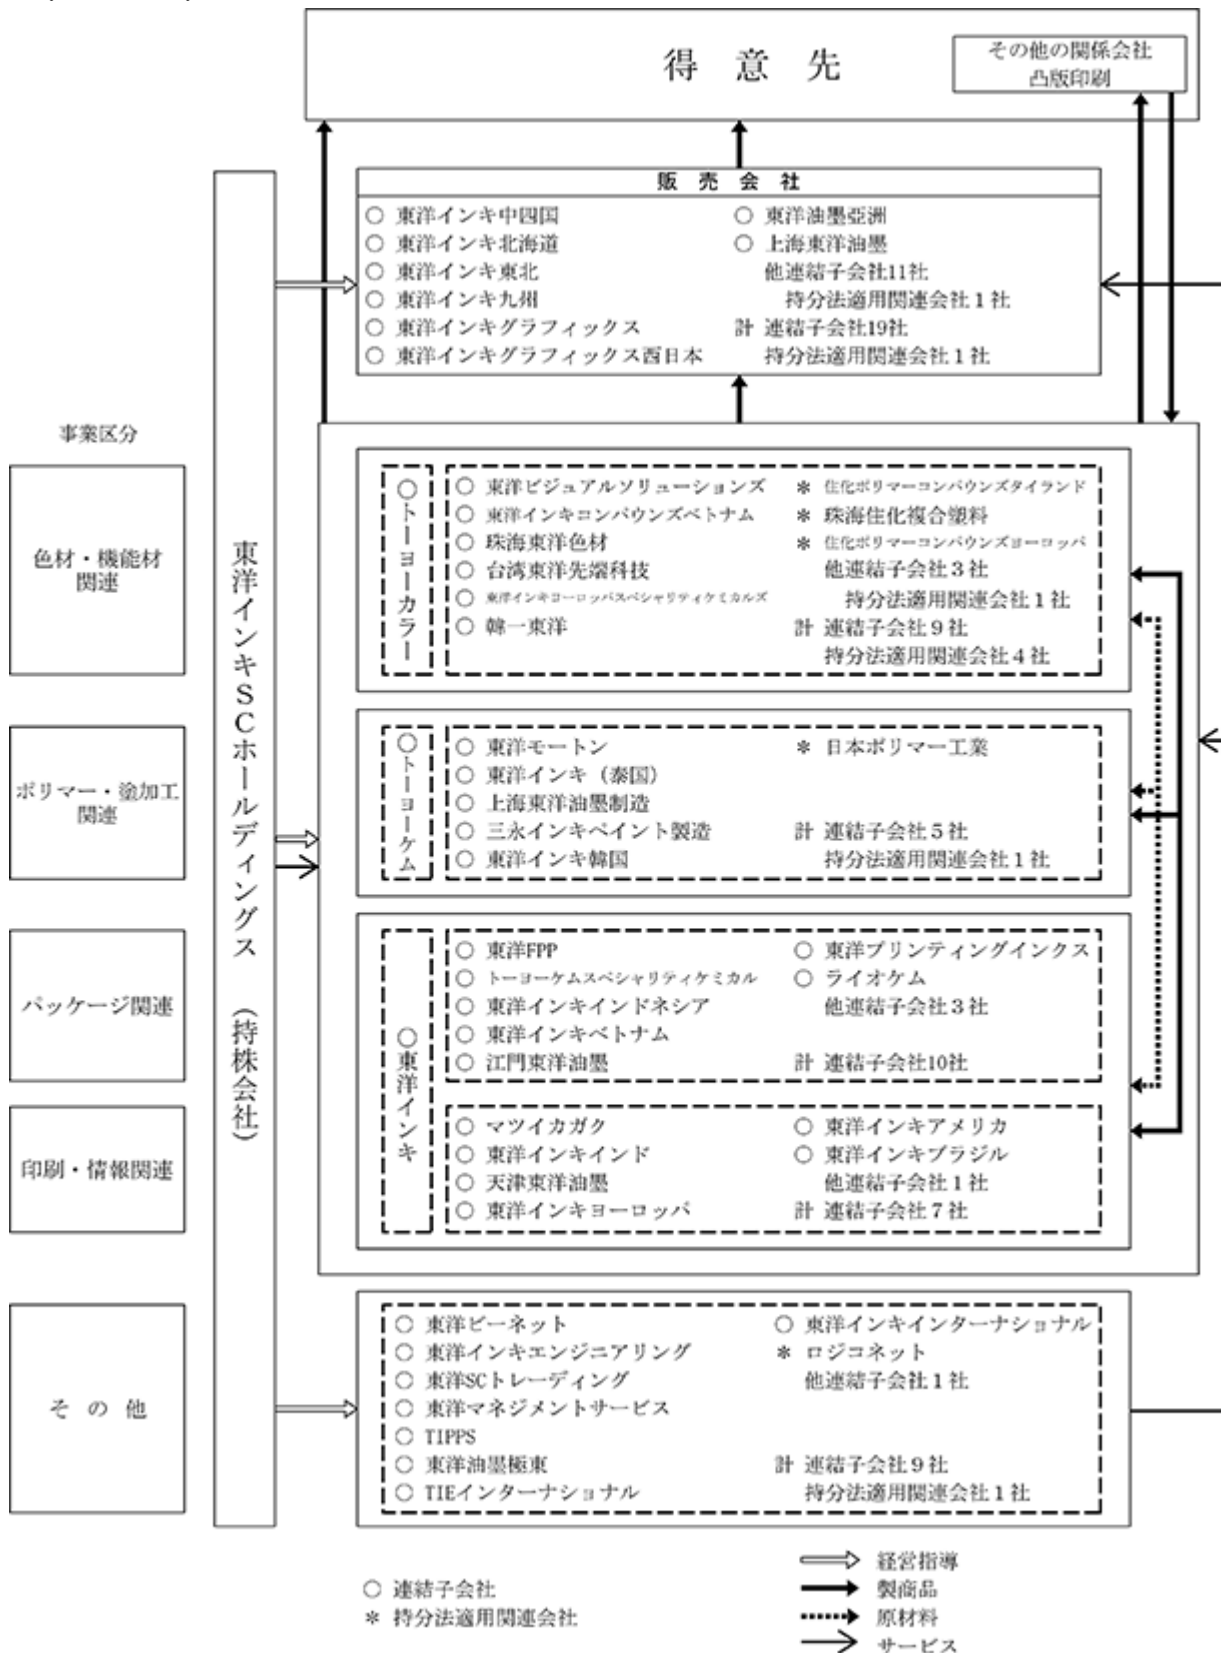 得意先
その他の関係会社
凸版印刷
販売会社
○ 東洋インキ中四国
○ 東洋インキ北海道
○ 東洋インキ東北
○ 東洋インキ九州
○ 東洋インキグラフィックス
○ 東洋インキグラフィックス西日本
○ 東洋油墨亞洲
○ 上海東洋油墨
他連結子会社11社
持分法適用関連会社1社
計 連結子会社19社
持分法適用関連会社1社
事業区分
色材・機能材
関連
ポリマー・塗加工
関連
パッケージ関連
印刷・情報関連
その他
東洋インキSCホールディングス(持株会社)
○トーヨーカラー
○ 東洋ビジュアルソリューションズ
○ 東洋インキコンパウンズベトナム
○ 珠海東洋色材
○ 台湾東洋先端科技
○ 東洋インキヨーロッパスペシャリティケミカルズ
○ 韓一東洋
* 住化ポリマーコンパウンズタイランド
* 珠海住化複合塑料
* 住化ポリマーコンパウンズヨーロッパ
他連結子会社3社
持分法適用関連会社1社
計 連結子会社9社
持分法適用関連会社4社
○トーヨーケム
○ 東洋モートン
○ 東洋インキ(泰国)
○ 上海東洋油墨制造
○ 三永インキペイント製造
○ 東洋インキ韓国
* 日本ポリマー工業
計 連結子会社5社
持分法適用関連会社1社
○東洋インキ
○ 東洋FPP
○ トーヨーケムスペシャリティケミカル
○ 東洋インキインドネシア
○ 東洋インキベトナム
○ 江門東洋油墨
○ 東洋プリンティングインクス
○ ライオケム
他連結子会社3社
計 連結子会社10社
○ マツイカガク
○ 東洋インキインド
○ 天津東洋油墨
○ 東洋インキヨーロッパ
○ 東洋インキアメリカ
○ 東洋インキブラジル
他連結子会社1社
計 連結子会社7社
○ 東洋ビーネット
○ 東洋インキエンジニアリング
○ 東洋SCトレーディング
○ 東洋マネジメントサービス
○ TIPPS
○ 東洋油墨極東
○ TIEインターナショナル
○ 東洋インキインターナショナル
* ロジコネット
他連結子会社1社
計 連結子会社9社
持分法適用関連会社1社
○ 連結子会社
* 持分法適用関連会社
経営指導
製商品
原材料
サービス